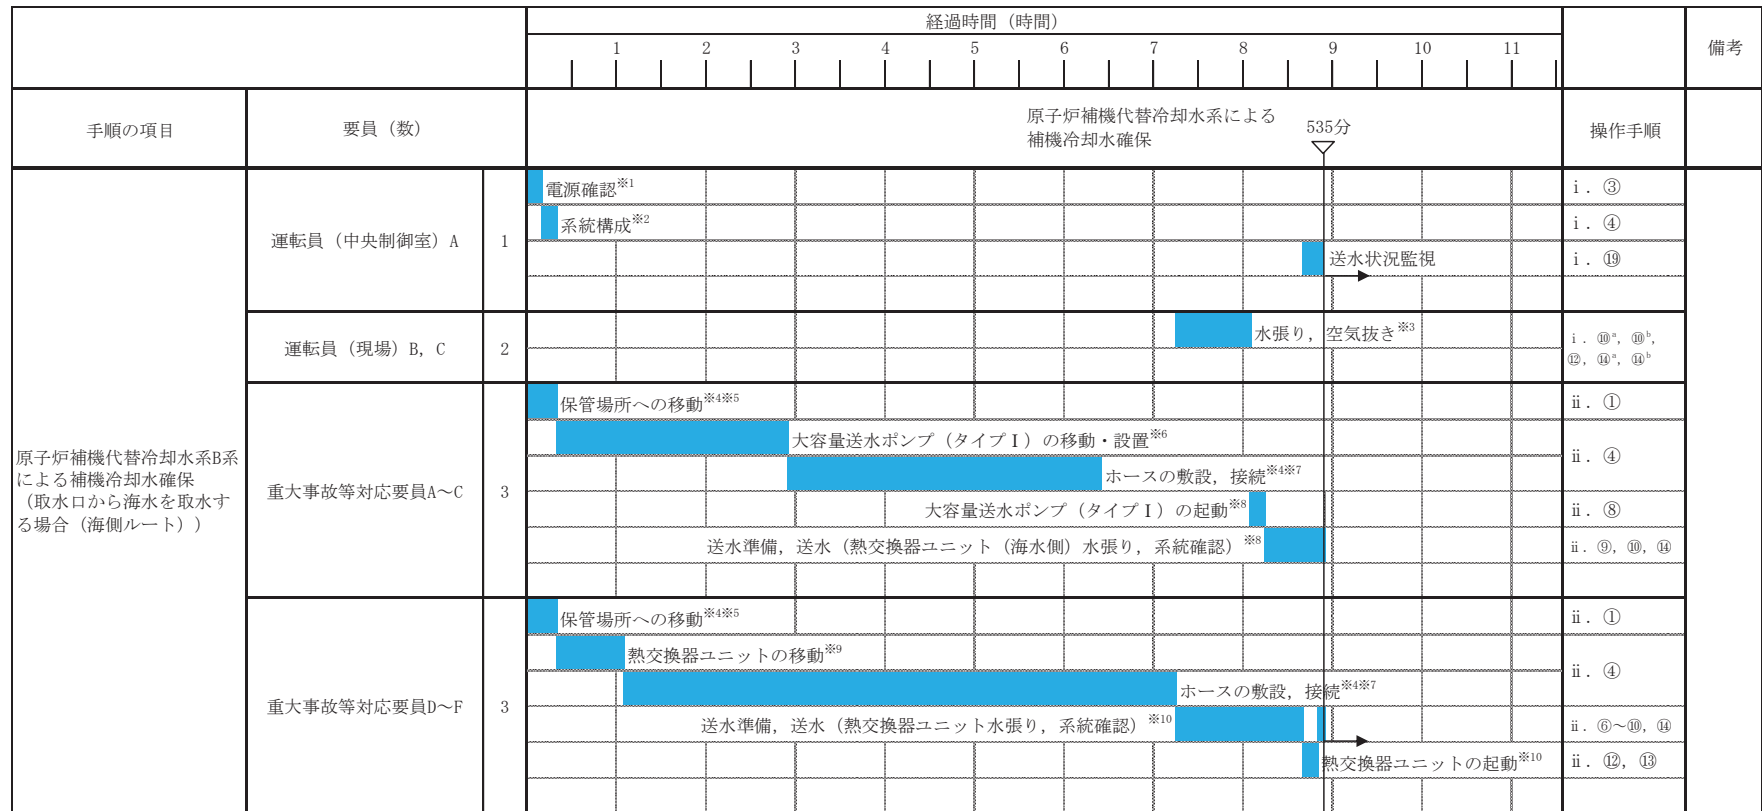 経過時間（時間）
備考
1 2 3 4 5 6 7 8 9 10 11
手順の項目
要員（数）
原子炉補機代替冷却水系による
補機冷却水確保
535分
操作手順
原子炉補機代替冷却水系B系
による補機冷却水確保
（取水口から海水を取水す
る場合（海側ルート））
運転員（中央制御室）A
1
電源確認※1
ⅰ．③
系統構成※2
ⅰ．④
送水状況監視
ⅰ．⑲
運転員（現場）B，C
2
水張り，空気抜き※3
ⅰ．⑩a，⑩b，
⑫，⑭a，⑭b
重大事故等対応要員A～C
3
保管場所への移動※4※5
ⅱ．①
大容量送水ポンプ（タイプⅠ）の移動・設置※6
ⅱ．④
ホースの敷設，接続※4※7
大容量送水ポンプ（タイプⅠ）の起動※8
ⅱ．⑧
送水準備，送水（熱交換器ユニット（海水側）水張り，系統確認）※8
ⅱ．⑨，⑩，⑭
重大事故等対応要員D～F
3
保管場所への移動※4※5
ⅱ．①
熱交換器ユニットの移動※9
ⅱ．④
ホースの敷設，接続※4※7
送水準備，送水（熱交換器ユニット水張り，系統確認）※10
ⅱ．⑥～⑩，⑭
熱交換器ユニットの起動※10
ⅱ．⑫，⑬